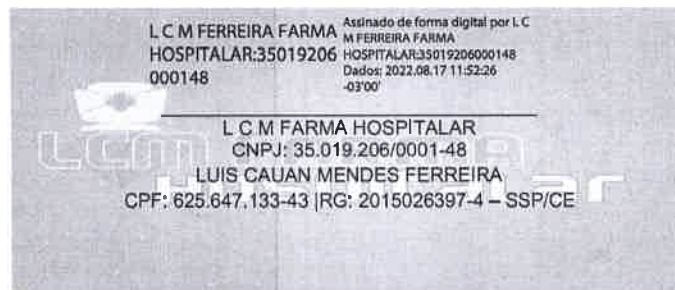 L C M FERREIRA FARMA
HOSPITALAR:35019206
000148
Assinado de forma digital por L C
M FERREIRA FARMA
HOSPITALAR:35019206000148
Dados: 2022.08.17 11:52:26
-03'00'
L C M FARMA HOSPITALAR
CNPJ: 35.019.206/0001-48
LUIS CAUAN MENDES FERREIRA
CPF: 625.647.133-43 |RG: 2015026397-4 – SSP/CE
LCM